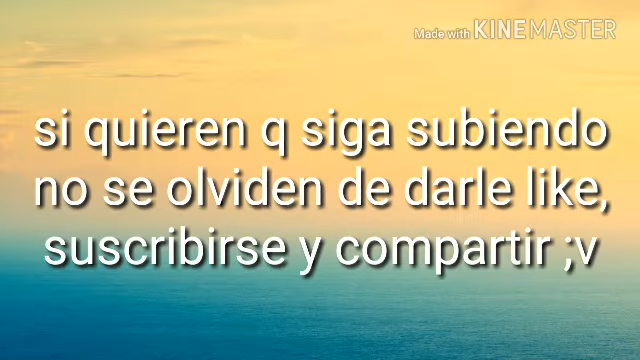 Made with KINEMASTER
si quieren q siga subiendo
no se olviden de darle like,
suscribirse y compartir ;v